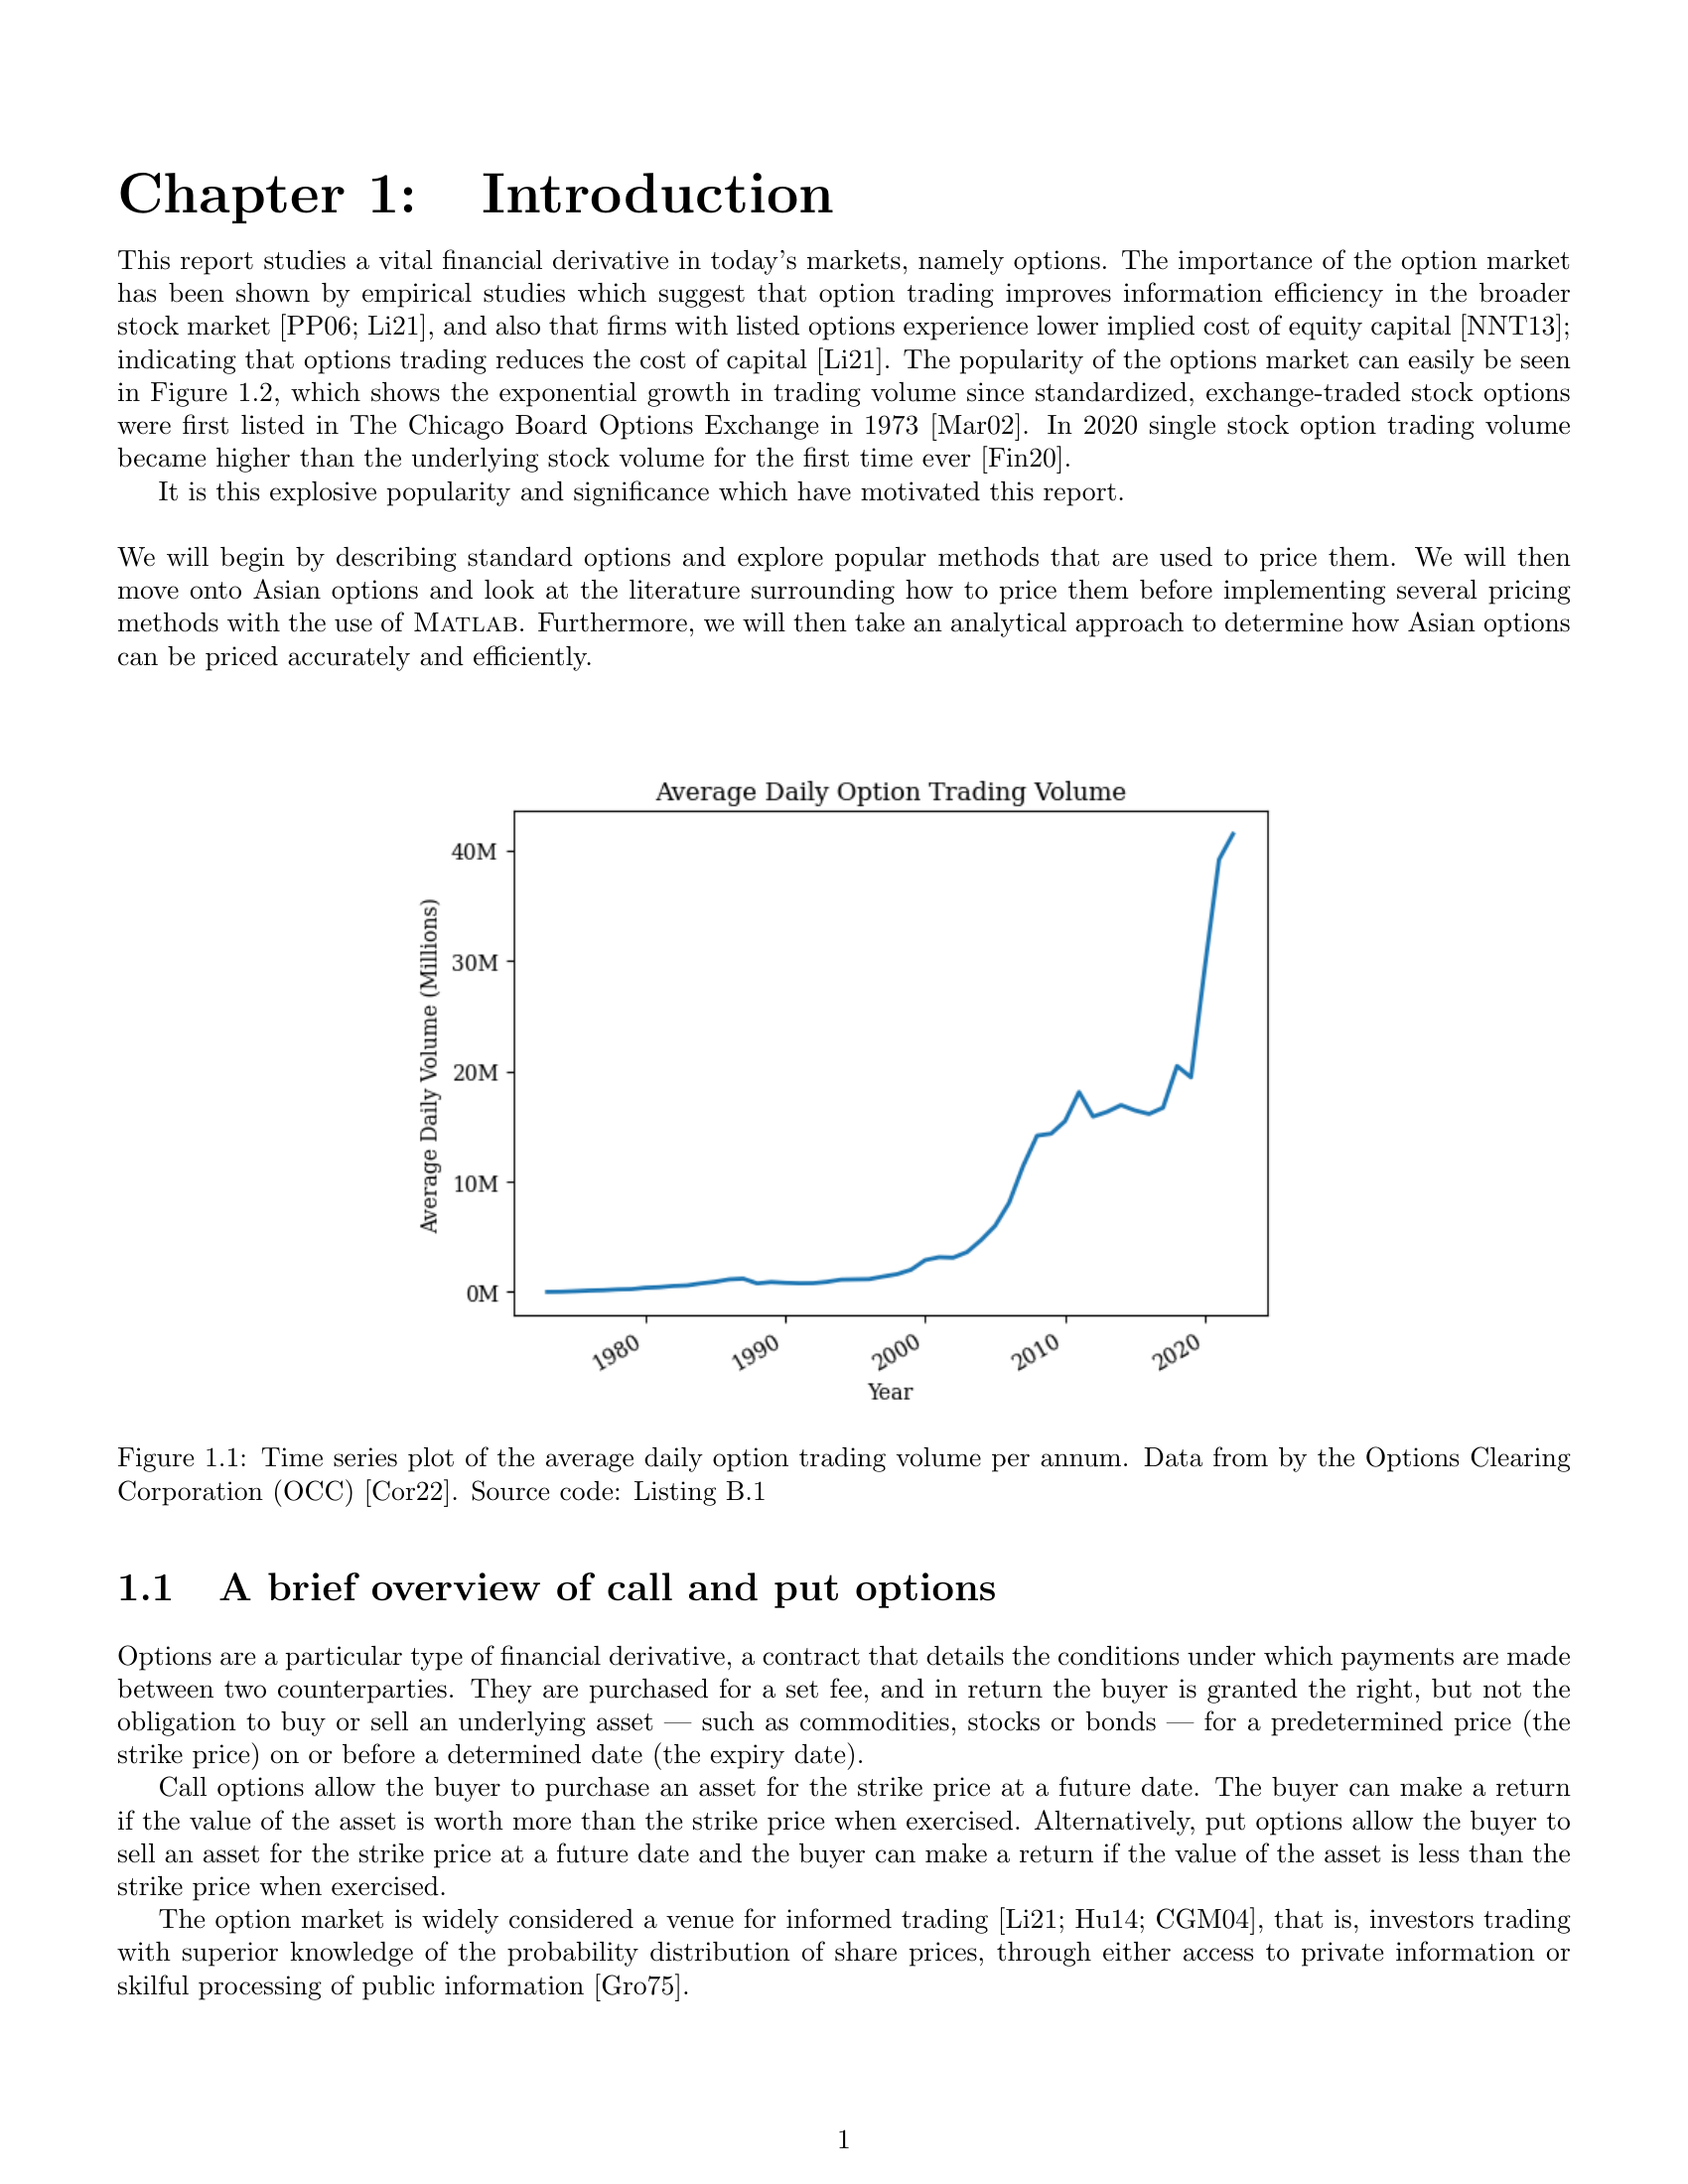 Chapter 1: Introduction
This report studies a vital financial derivative in today's markets, namely options. The importance of the option market
has been shown by empirical studies which suggest that option trading improves information efficiency in the broader
stock market [PP06; Li21], and also that firms with listed options experience lower implied cost of equity capital [NNT13];
indicating that options trading reduces the cost of capital [Li21]. The popularity of the options market can easily be seen
in Figure 1.2, which shows the exponential growth in trading volume since standardized, exchange-traded stock options
were first listed in The Chicago Board Options Exchange in 1973 [Mar02]. In 2020 single stock option trading volume
became higher than the underlying stock volume for the first time ever [Fin20].
It is this explosive popularity and significance which have motivated this report.
We will begin by describing standard options and explore popular methods that are used to price them. We will then
move onto Asian options and look at the literature surrounding how to price them before implementing several pricing
methods with the use of MATLAB. Furthermore, we will then take an analytical approach to determine how Asian options
can be priced accurately and efficiently.
Average Daily Option Trading Volume
Average Daily Volume (Millions)
40M
30M
20M
10M
0M
1980
1990
2000
2010
2020
Year
Figure 1.1: Time series plot of the average daily option trading volume per annum. Data from by the Options Clearing
Corporation (OCC) [Cor22]. Source code: Listing B.1
1.1 A brief overview of call and put options
Options are a particular type of financial derivative, a contract that details the conditions under which payments are made
between two counterparties. They are purchased for a set fee, and in return the buyer is granted the right, but not the
obligation to buy or sell an underlying asset — such as commodities, stocks or bonds — for a predetermined price (the
strike price) on or before a determined date (the expiry date).
Call options allow the buyer to purchase an asset for the strike price at a future date. The buyer can make a return
if the value of the asset is worth more than the strike price when exercised. Alternatively, put options allow the buyer to
sell an asset for the strike price at a future date and the buyer can make a return if the value of the asset is less than the
strike price when exercised.
The option market is widely considered a venue for informed trading [Li21; Hu14; CGM04], that is, investors trading
with superior knowledge of the probability distribution of share prices, through either access to private information or
skilful processing of public information [Gro75].
1